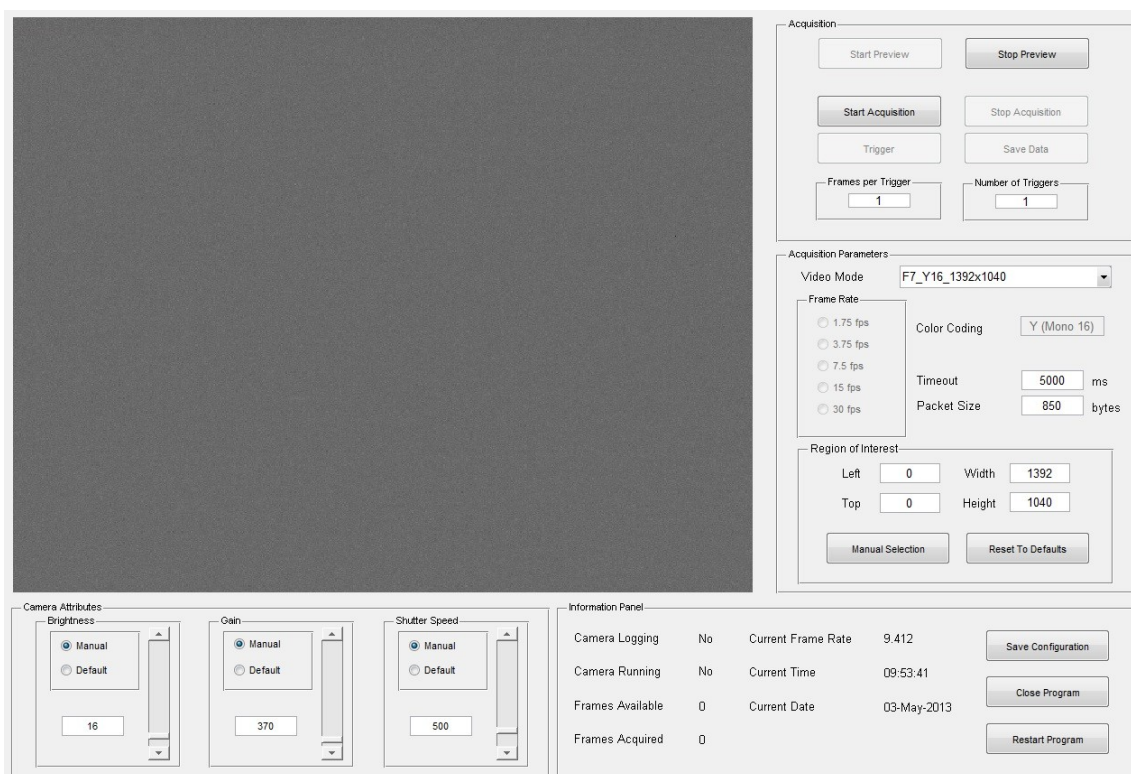 Acquisition
Start Preview
Stop Preview
Start Acquisition
Stop Acquisition
Trigger
Save Data
Frames per Trigger
1
Number of Triggers
1
Acquisition Parameters
Video Mode
F7_Y16_1392x1040
Frame Rate
1.75 fps
3.75 fps
7.5 fps
15 fps
30 fps
Color Coding
Y (Mono 16)
Timeout
5000
ms
Packet Size
850
bytes
Region of Interest
Left
0
Width
1392
Top
0
Height
1040
Manual Selection
Reset To Defaults
Camera Attributes
Brightness
Manual
Default
16
Gain
Manual
Default
370
Shutter Speed
Manual
Default
500
Information Panel
Camera Logging
No
Current Frame Rate
9.412
Camera Running
No
Current Time
09:53:41
Frames Available
0
Current Date
03-May-2013
Frames Acquired
0
Save Configuration
Close Program
Restart Program